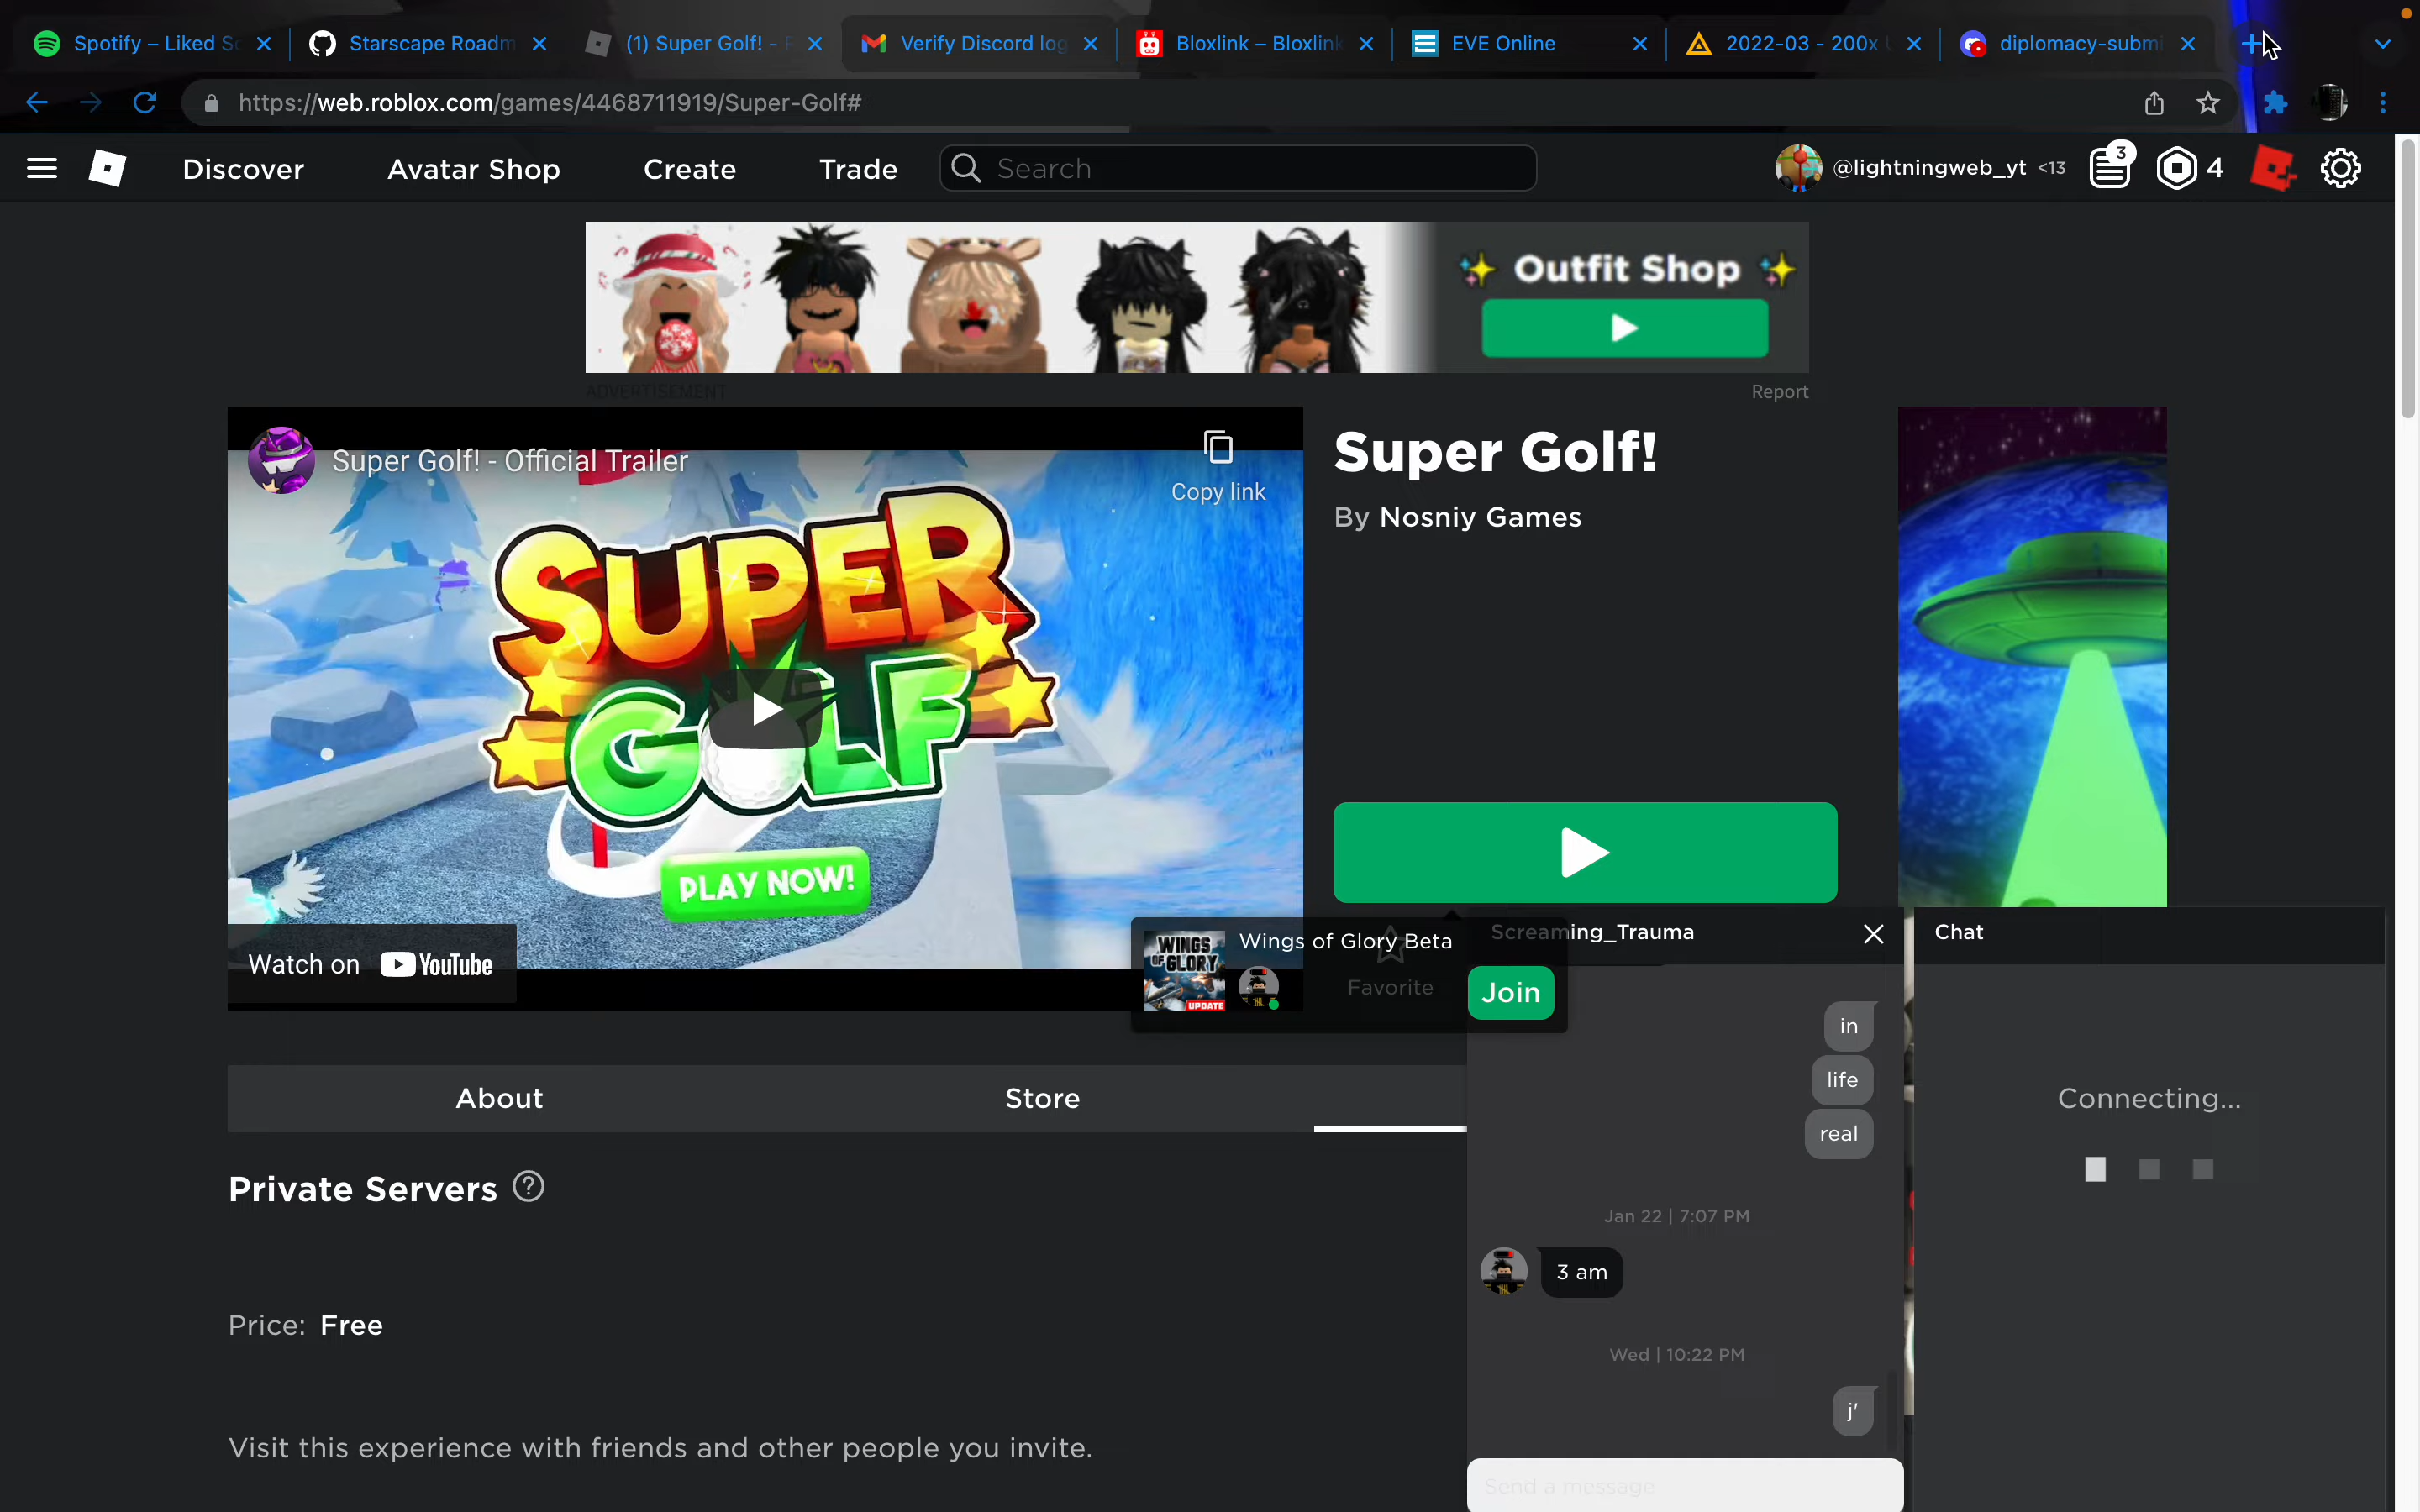 Spotify – Liked S
Starscape Roadm
(1) Super Golf! -
Verify Discord log
Bloxlink – Bloxlink
EVE Online
2022-03 - 200x
diplomacy-submi
https://web.roblox.com/games/4468711919/Super-Golf#
Discover
Avatar Shop
Create
Trade
Search
@lightningweb_yt <13
3
4
Outfit Shop
ADVERTISEMENT
Report
Super Golf! - Official Trailer
Copy link
SUPER
GOLF
PLAY NOW!
Watch on YouTube
Super Golf!
By Nosniy Games
WINGS
OF GLORY
UPDATE
Wings of Glory Beta
Favorite
Join
Screaming_Trauma
in
life
real
Jan 22 | 7:07 PM
3 am
Wed | 10:22 PM
j'
Send a message
Chat
Connecting...
About
Store
Private Servers
Price: Free
Visit this experience with friends and other people you invite.